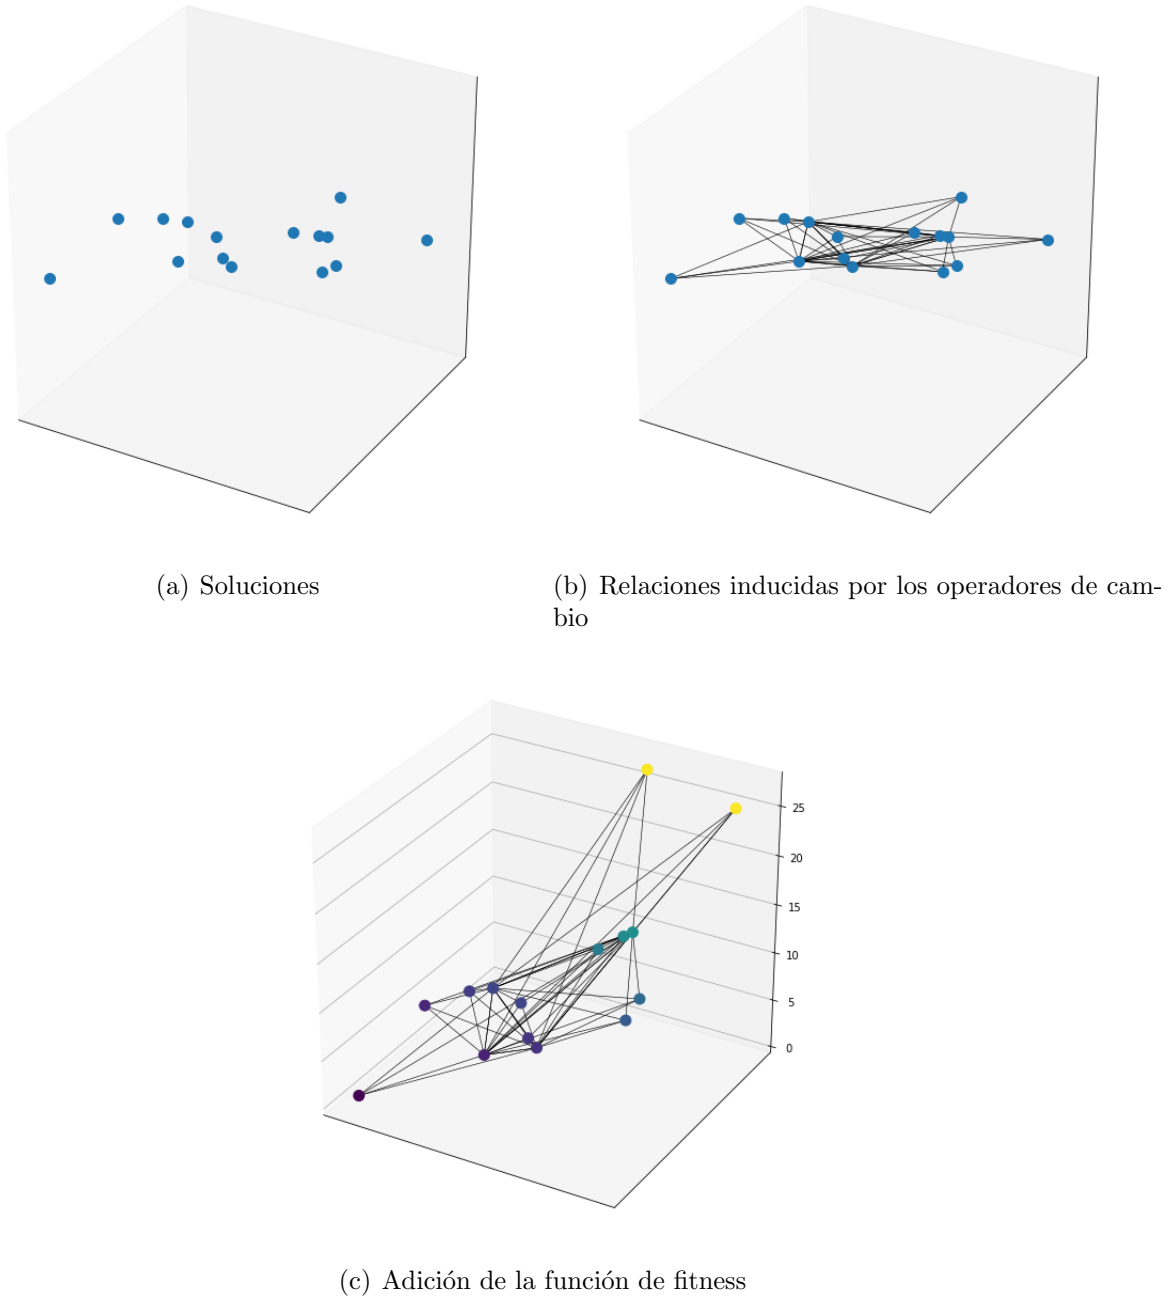 (a) Soluciones
(b) Relaciones inducidas por los operadores de cam-
bio
25
20
15
10
5
0
(c) Adición de la función de fitness